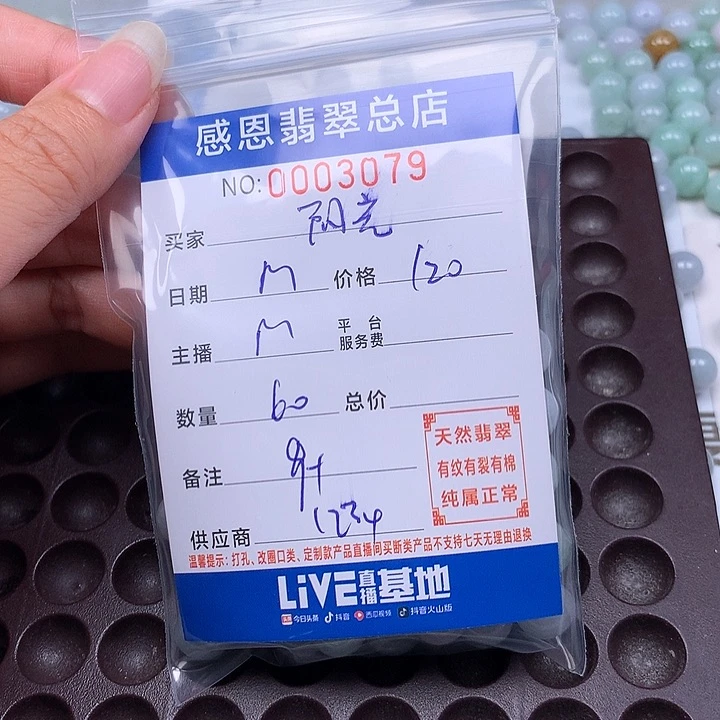 感恩翡翠总店
NO: 0003079
买家 阳光
日期 M 价格 120
主播 M 平台服务费
数量 60 总价
备注 9+
供应商 1234
天然翡翠
有纹有裂有棉
纯属正常
温馨提示：打孔、改圈口类、定制款产品直播间买断类产品不支持七天无理由退换
LiVE直播基地
头条 今日头条 抖音 西瓜视频 抖音火山版